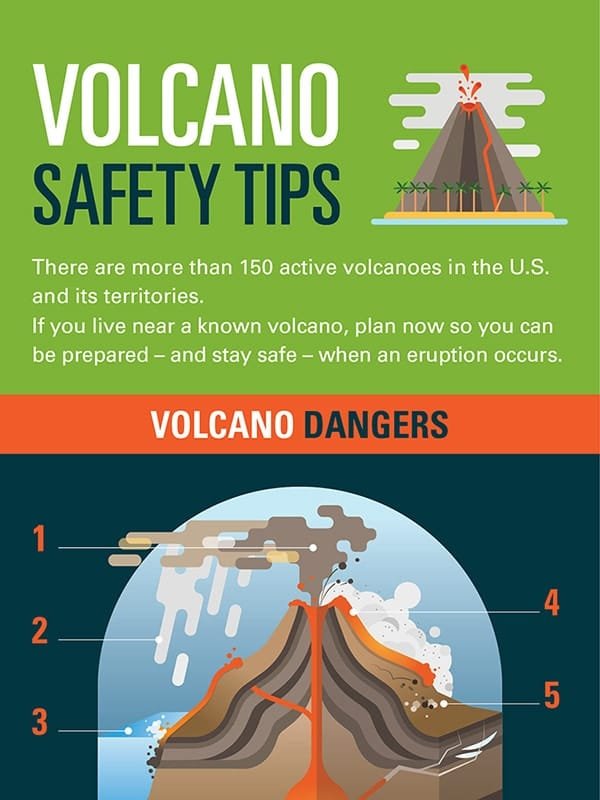 VOLCANO
SAFETY TIPS
There are more than 150 active volcanoes in the U.S.
and its territories.
If you live near a known volcano, plan now so you can
be prepared – and stay safe – when an eruption occurs.
VOLCANO DANGERS
1
2
3
4
5